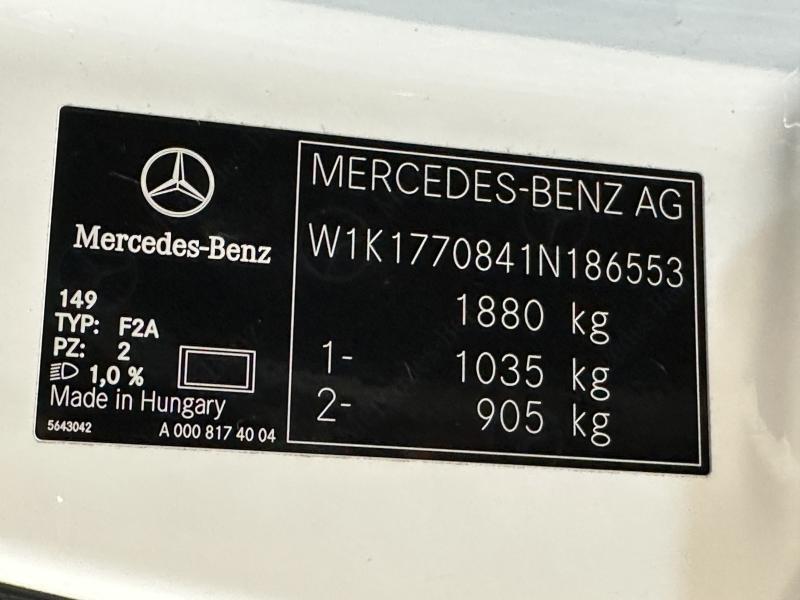 Mercedes-Benz
149
TYP: F2A
PZ: 2
1,0 %
Made in Hungary
5643042 A 000 817 40 04
MERCEDES-BENZ AG
W1K1770841N186553
1880 kg
1- 1035 kg
2- 905 kg